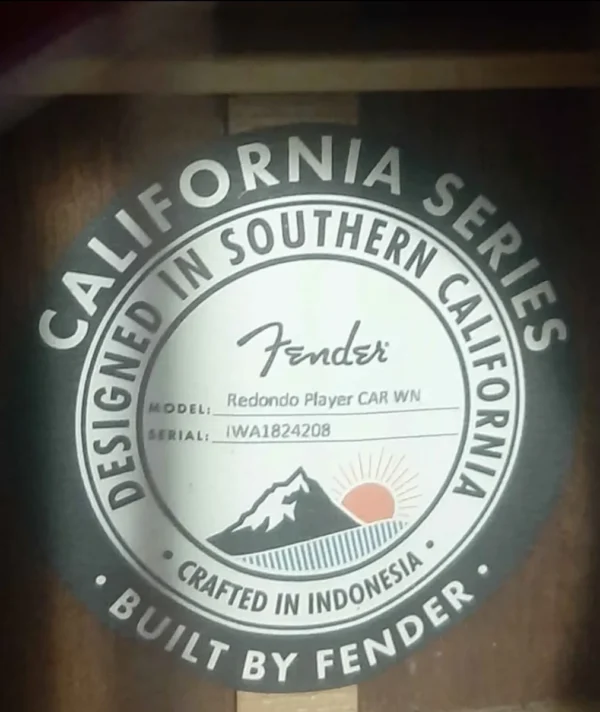 CALIFORNIA SERIES
DESIGNED IN SOUTHERN CALIFORNIA
Fender
MODEL: Redondo Player CAR WN
SERIAL: IWA1824208
• CRAFTED IN INDONESIA •
• BUILT BY FENDER •